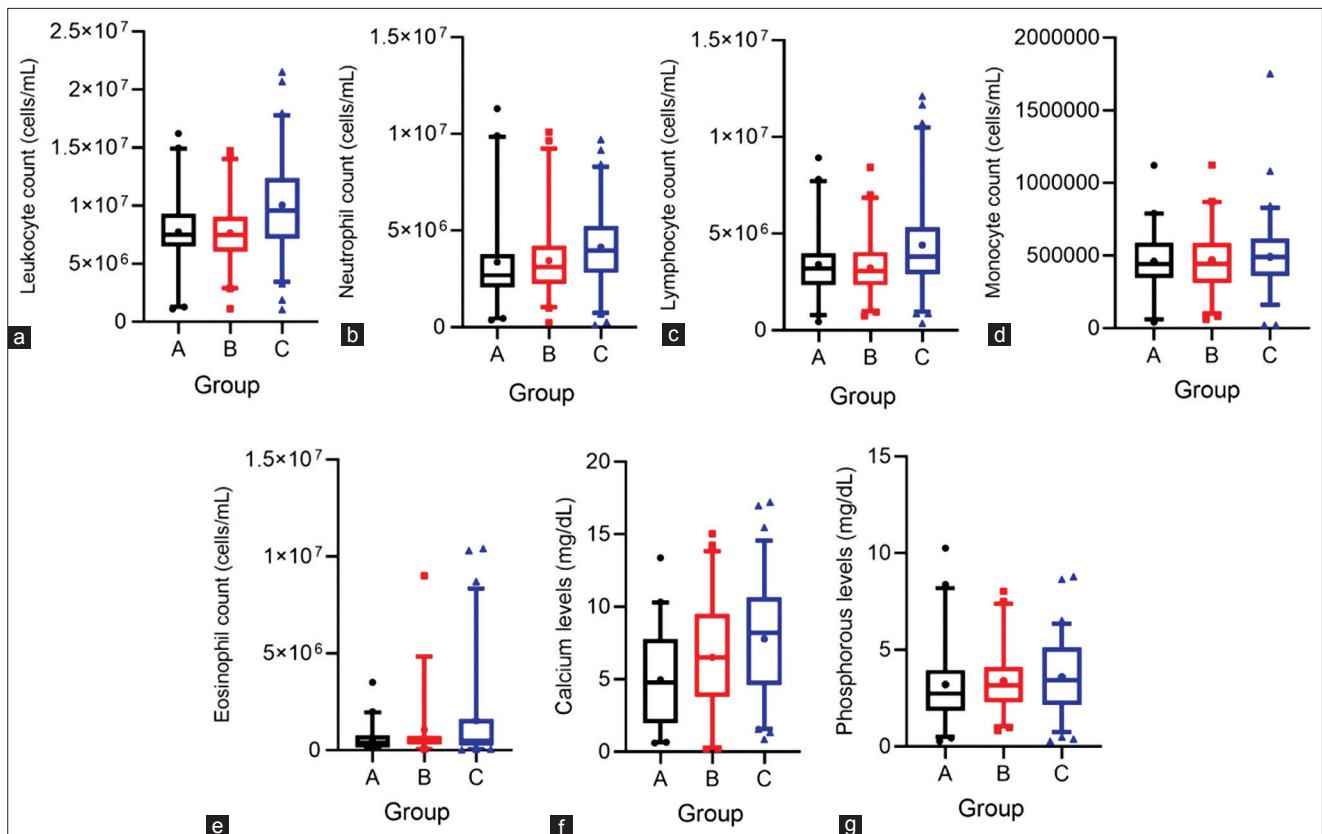 Leukocyte count (cells/mL)
2.5×10⁷
2×10⁷
1.5×10⁷
1×10⁷
5×10⁶
0
A B C
Group
a
Neutrophil count (cells/mL)
1.5×10⁷
1×10⁷
5×10⁶
0
A B C
Group
b
Lymphocyte count (cells/mL)
1.5×10⁷
1×10⁷
5×10⁶
0
A B C
Group
c
Monocyte count (cells/mL)
2000000
1500000
1000000
500000
0
A B C
Group
d
Eosinophil count (cells/mL)
1.5×10⁷
1×10⁷
5×10⁶
0
A B C
Group
e
Calcium levels (mg/dL)
20
15
10
5
0
A B C
Group
f
Phosphorous levels (mg/dL)
15
10
5
0
A B C
Group
g